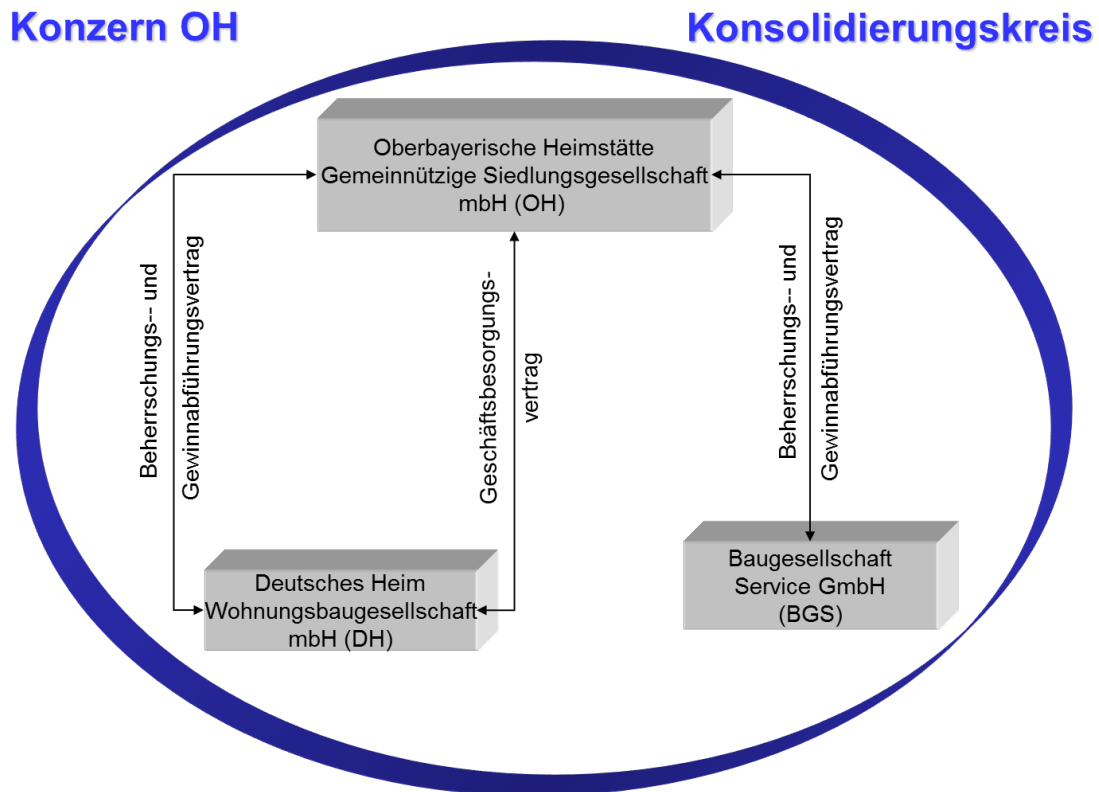 Konzern OH
Konsolidierungskreis
Oberbayerische Heimstätte
Gemeinnützige Siedlungsgesellschaft
mbH (OH)
Beherrschungs-- und
Gewinnabführungsvertrag
Geschäftsbesorgungs-
vertrag
Beherrschungs-- und
Gewinnabführungsvertrag
Deutsches Heim
Wohnungsbaugesellschaft
mbH (DH)
Baugesellschaft
Service GmbH
(BGS)